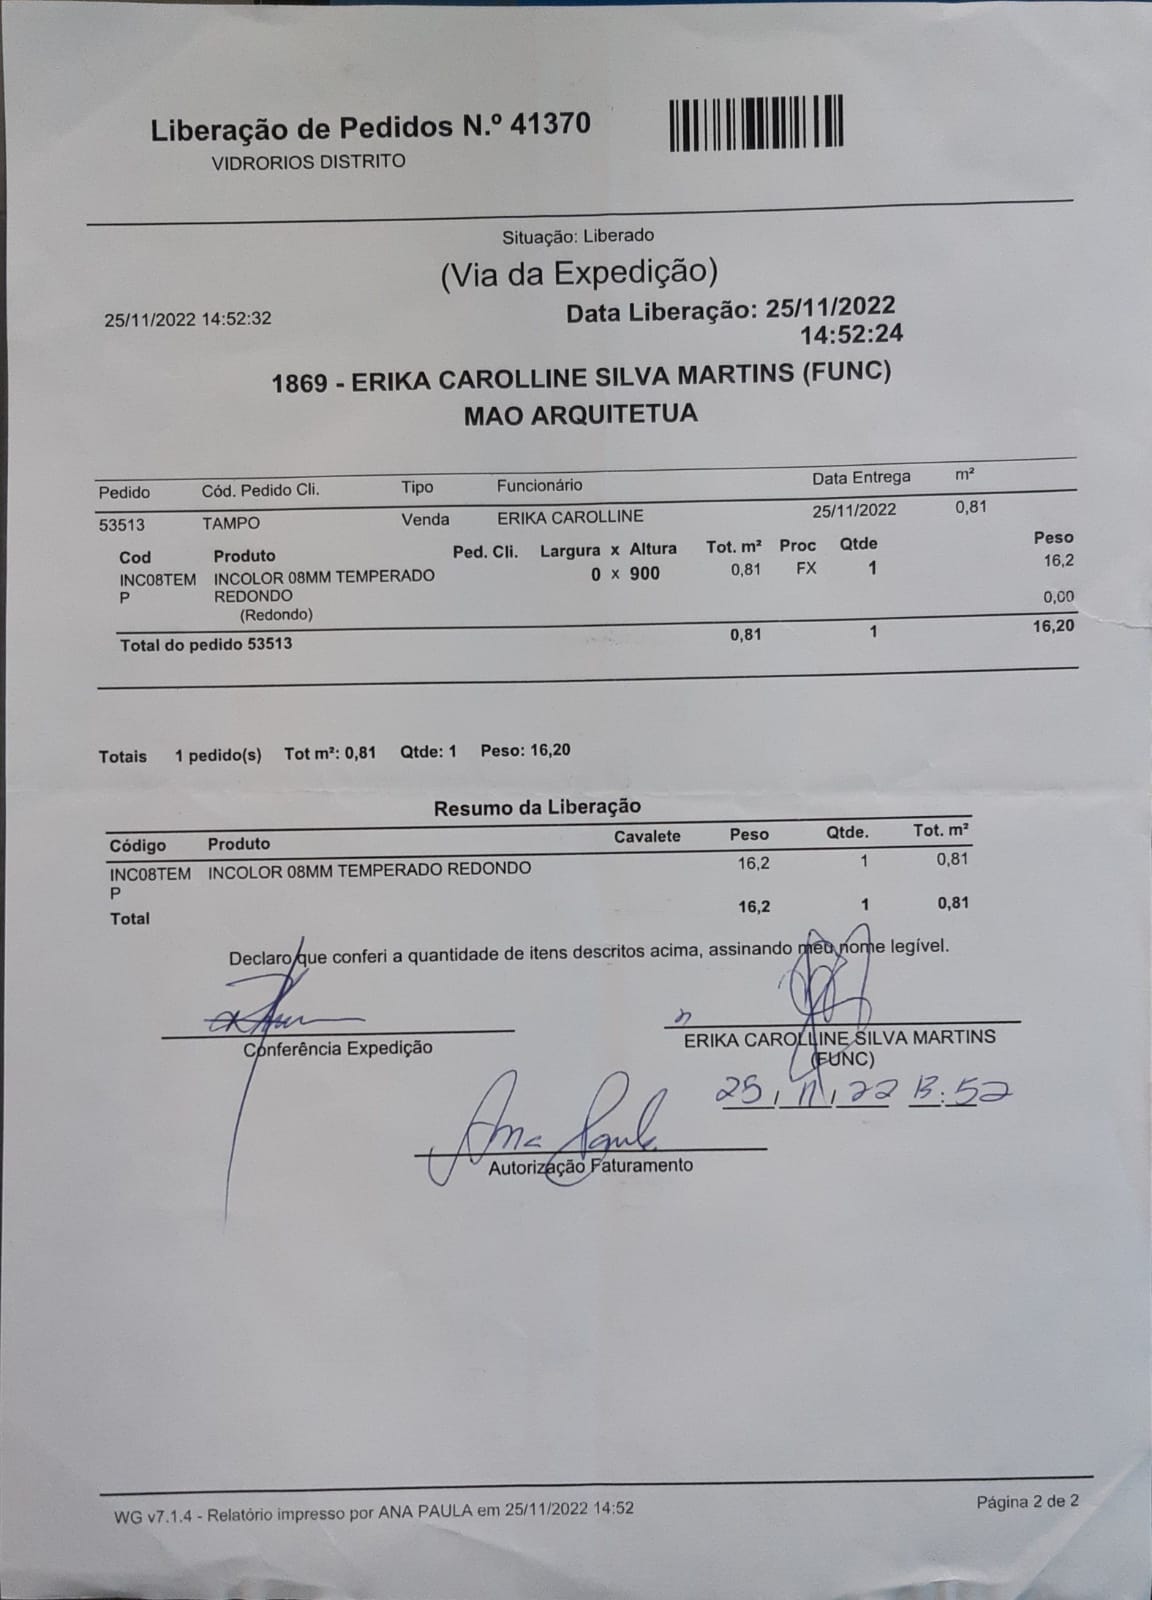 Liberação de Pedidos N.º 41370
VIDRORIOS DISTRITO
Situação: Liberado
(Via da Expedição)
25/11/2022 14:52:32
Data Liberação: 25/11/2022
14:52:24
1869 - ERIKA CAROLLINE SILVA MARTINS (FUNC)
MAO ARQUITETUA
Pedido Cód. Pedido Cli. Tipo Funcionário Data Entrega m²
53513 TAMPO Venda ERIKA CAROLLINE 25/11/2022 0,81
Cod Produto Ped. Cli. Largura x Altura Tot. m² Proc Qtde Peso
INC08TEM INCOLOR 08MM TEMPERADO 0 x 900 0,81 FX 1 16,2
P REDONDO 0,00
(Redondo)
Total do pedido 53513 0,81 1 16,20
Totais 1 pedido(s) Tot m²: 0,81 Qtde: 1 Peso: 16,20
Resumo da Liberação
Código Produto Cavalete Peso Qtde. Tot. m²
INC08TEM INCOLOR 08MM TEMPERADO REDONDO 16,2 1 0,81
P
Total 16,2 1 0,81
Declaro que conferi a quantidade de itens descritos acima, assinando meu nome legível.
Conferência Expedição
ERIKA CAROLLINE SILVA MARTINS
(FUNC)
25/11/22 13:52
Ana Paula
Autorização Faturamento
WG v7.1.4 - Relatório impresso por ANA PAULA em 25/11/2022 14:52
Página 2 de 2